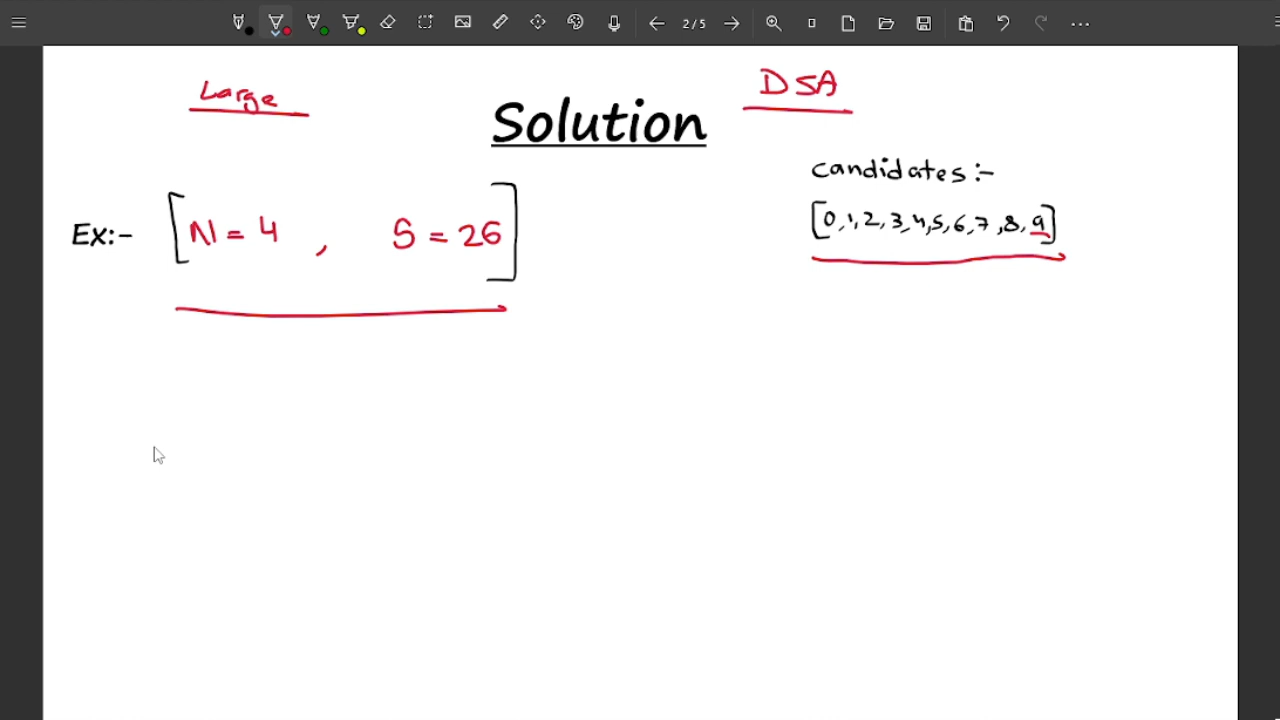 2/5
Large
DSA
Solution
candidates :-
[0,1,2,3,4,5,6,7,8,9]
Ex:- [N = 4 , S = 26]